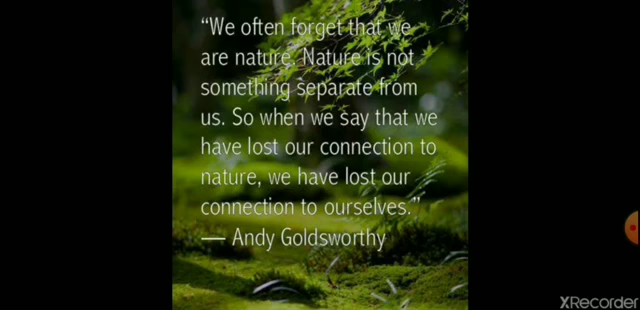 “We often forget that we
are nature. Nature is not
something separate from
us. So when we say that we
have lost our connection to
nature, we have lost our
connection to ourselves.”
— Andy Goldsworthy
XRecorder